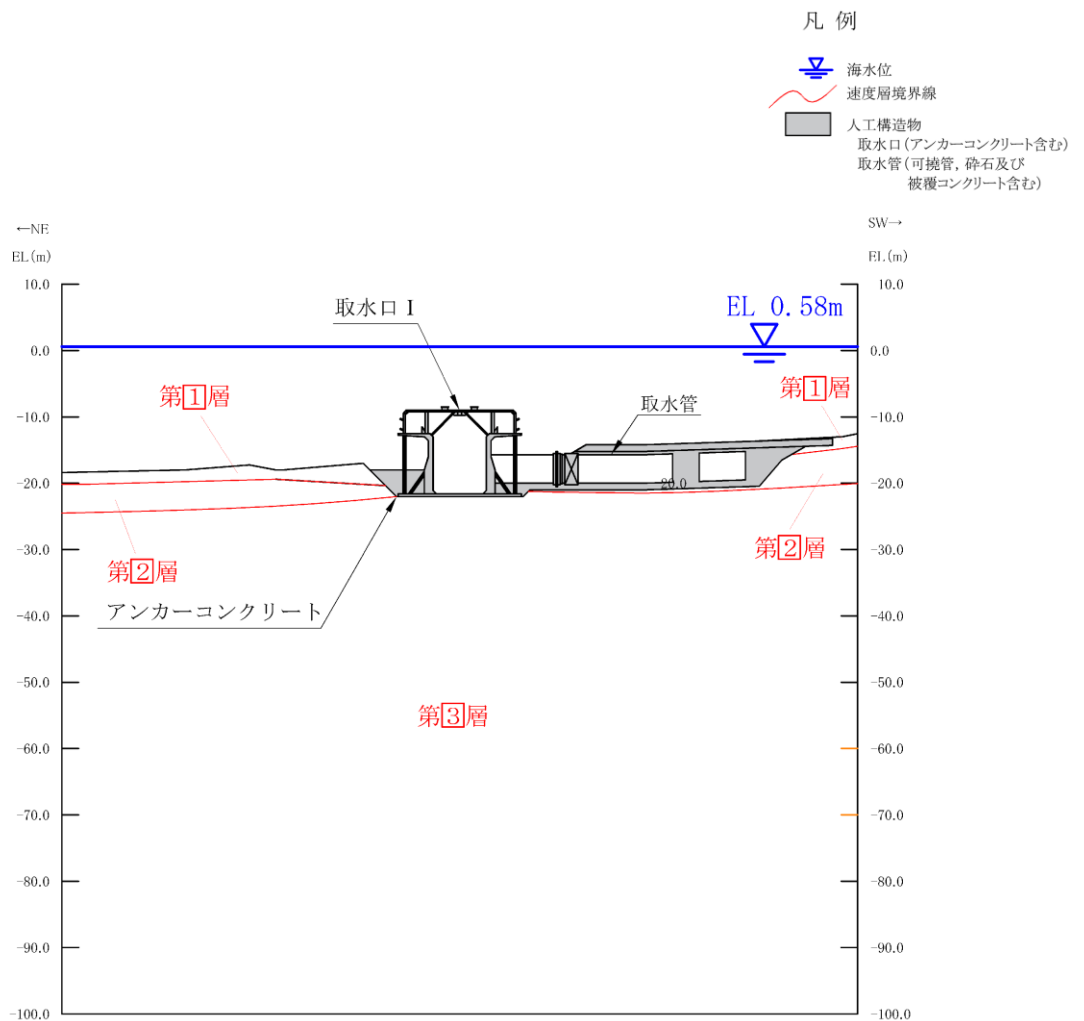 凡 例
海水位
速度層境界線
人工構造物
取水口(アンカーコンクリート含む)
取水管(可撓管, 砕石及び
被覆コンクリート含む)
←NE
SW→
EL(m)
EL(m)
10.0
10.0
取水口 I
EL 0.58m
0.0
0.0
第1層
第1層
-10.0
-10.0
取水管
-20.0
-20.0
-20.0
第2層
第2層
-30.0
-30.0
アンカーコンクリート
-40.0
-40.0
-50.0
-50.0
第3層
-60.0
-60.0
-70.0
-70.0
-80.0
-80.0
-90.0
-90.0
-100.0
-100.0